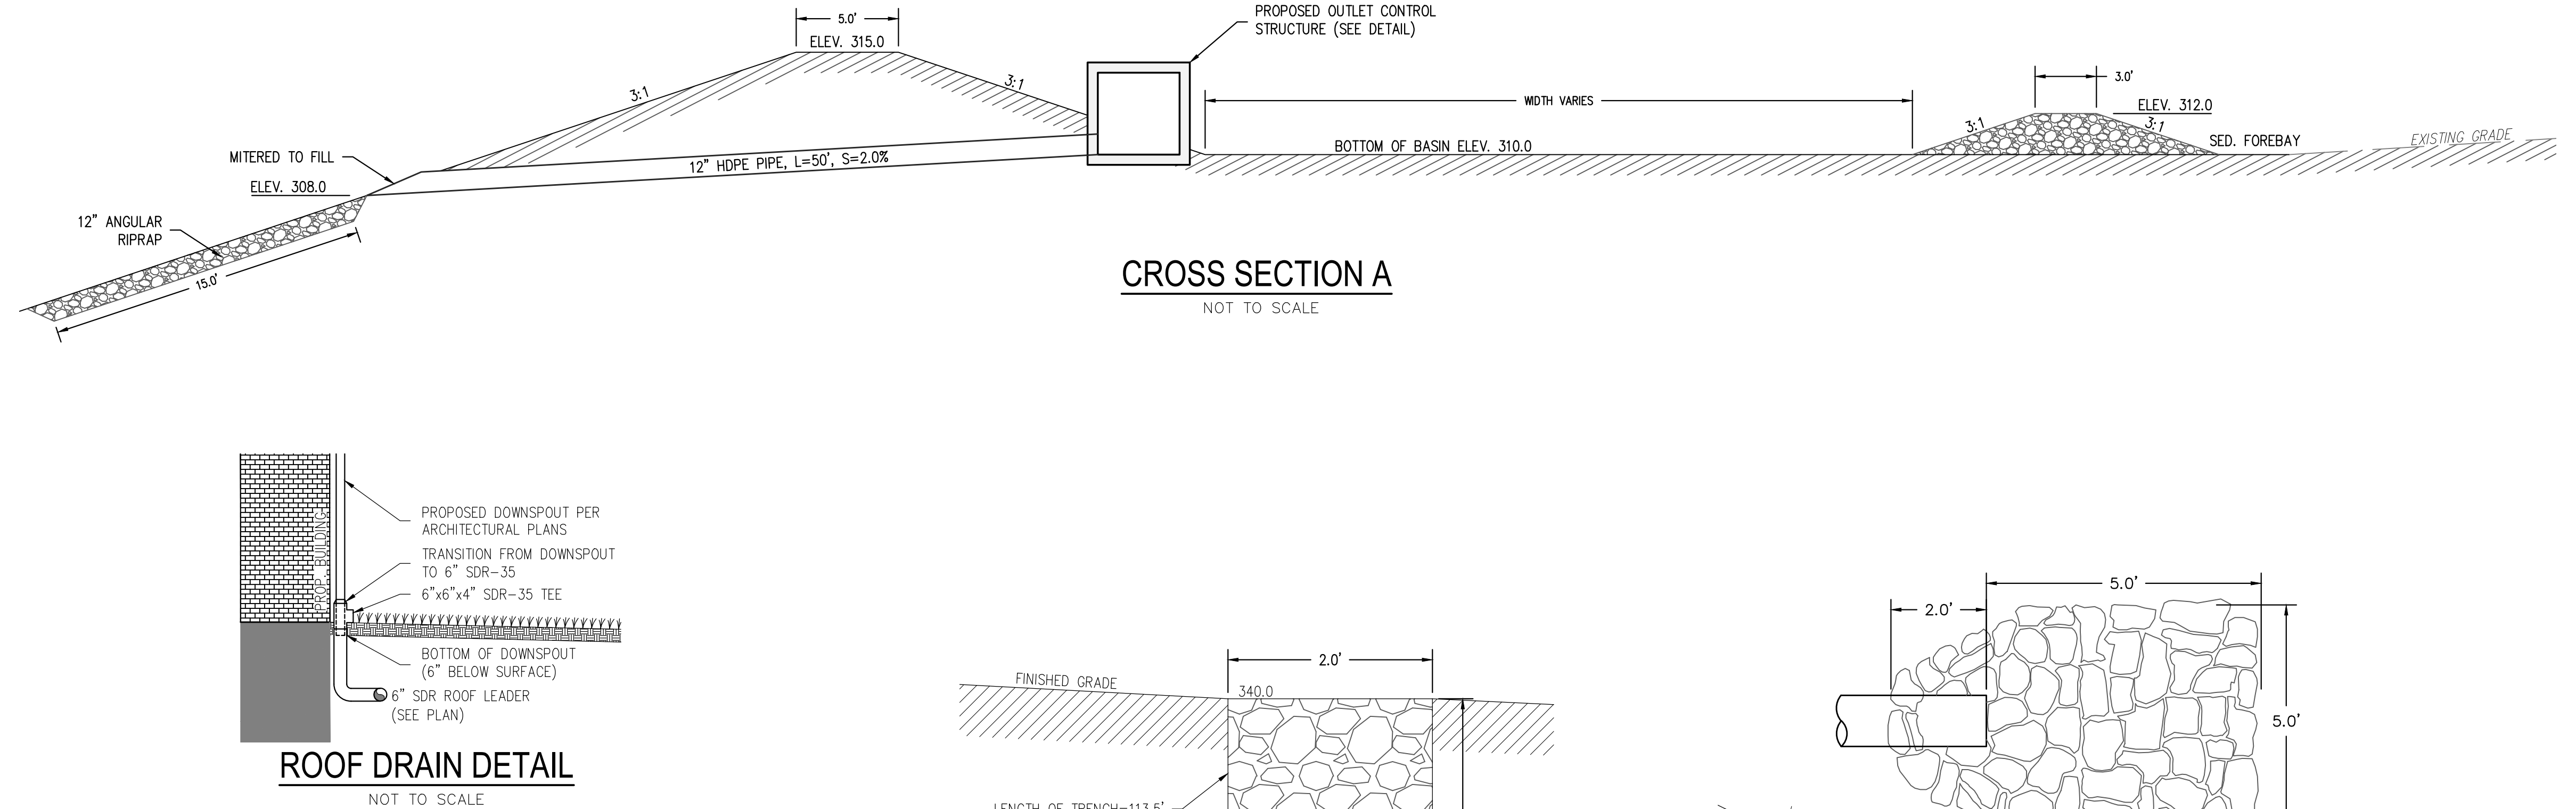 5.0'
ELEV. 315.0
PROPOSED OUTLET CONTROL
STRUCTURE (SEE DETAIL)
3:1
3:1
WIDTH VARIES
3.0'
ELEV. 312.0
3:1
3:1
SED. FOREBAY
EXISTING GRADE
MITERED TO FILL
12" HDPE PIPE, L=50', S=2.0%
BOTTOM OF BASIN ELEV. 310.0
ELEV. 308.0
12" ANGULAR
RIPRAP
15.0'
CROSS SECTION A
NOT TO SCALE
PROP. BUILDING
PROPOSED DOWNSPOUT PER
ARCHITECTURAL PLANS
TRANSITION FROM DOWNSPOUT
TO 6" SDR-35
6"x6"x4" SDR-35 TEE
BOTTOM OF DOWNSPOUT
(6" BELOW SURFACE)
6" SDR ROOF LEADER
(SEE PLAN)
ROOF DRAIN DETAIL
NOT TO SCALE
2.0'
FINISHED GRADE
340.0
LENGTH OF TRENCH=113.5'
5.0'
2.0'
5.0'